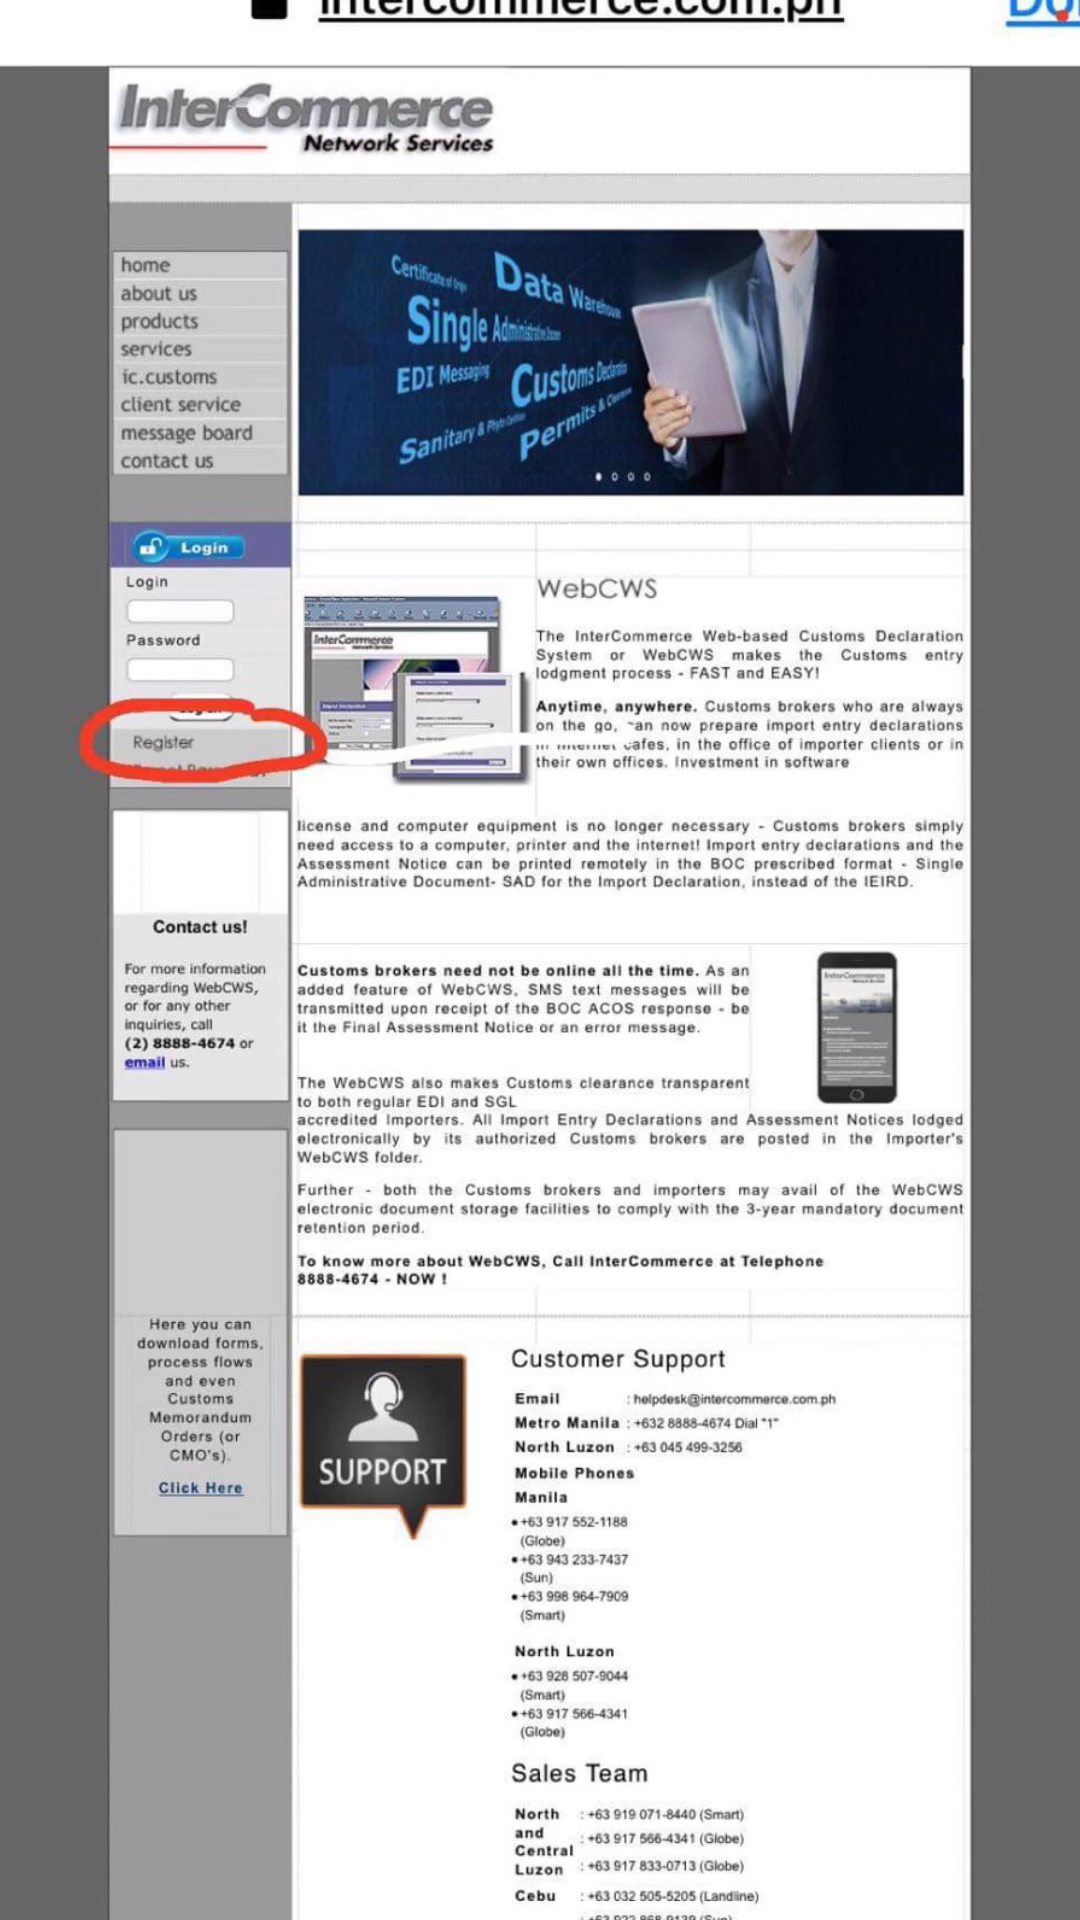 intercommerce.com.ph
InterCommerce
Network Services
home
about us
products
services
ic.customs
client service
message board
contact us
Data Warehouse
Single Administrative
EDI Messaging
Customs Declaration
Sanitary & Phyto
Permits &
Login
Login
Password
Register
WebCWS
InterCommerce
The InterCommerce Web-based Customs Declaration
System or WebCWS makes the Customs entry
lodgment process - FAST and EASY!
Anytime, anywhere. Customs brokers who are always
on the go, can now prepare import entry declarations
in internet cafes, in the office of importer clients or in
their own offices. Investment in software
license and computer equipment is no longer necessary - Customs brokers simply
need access to a computer, printer and the internet! Import entry declarations and the
Assessment Notice can be printed remotely in the BOC prescribed format - Single
Administrative Document- SAD for the Import Declaration, instead of the IEIRD.
Contact us!
For more information
regarding WebCWS,
or for any other
inquiries, call
(2) 8888-4674 or
email us.
Customs brokers need not be online all the time. As an
added feature of WebCWS, SMS text messages will be
transmitted upon receipt of the BOC ACOS response - be
it the Final Assessment Notice or an error message.
InterCommerce
The WebCWS also makes Customs clearance transparent
to both regular EDI and SGL
accredited Importers. All Import Entry Declarations and Assessment Notices lodged
electronically by its authorized Customs brokers are posted in the Importer's
WebCWS folder.
Further - both the Customs brokers and importers may avail of the WebCWS
electronic document storage facilities to comply with the 3-year mandatory document
retention period.
To know more about WebCWS, Call InterCommerce at Telephone
8888-4674 - NOW !
Here you can
download forms,
process flows
and even
Customs
Memorandum
Orders (or
CMO's).
Click Here
SUPPORT
Customer Support
Email : helpdesk@intercommerce.com.ph
Metro Manila : +632 8888-4674 Dial "1"
North Luzon : +63 045 499-3256
Mobile Phones
Manila
• +63 917 552-1188
(Globe)
• +63 943 233-7437
(Sun)
• +63 998 964-7909
(Smart)
North Luzon
• +63 928 507-9044
(Smart)
• +63 917 566-4341
(Globe)
Sales Team
North and Central Luzon : +63 919 071-8440 (Smart)
: +63 917 566-4341 (Globe)
: +63 917 833-0713 (Globe)
Cebu : +63 032 505-5205 (Landline)